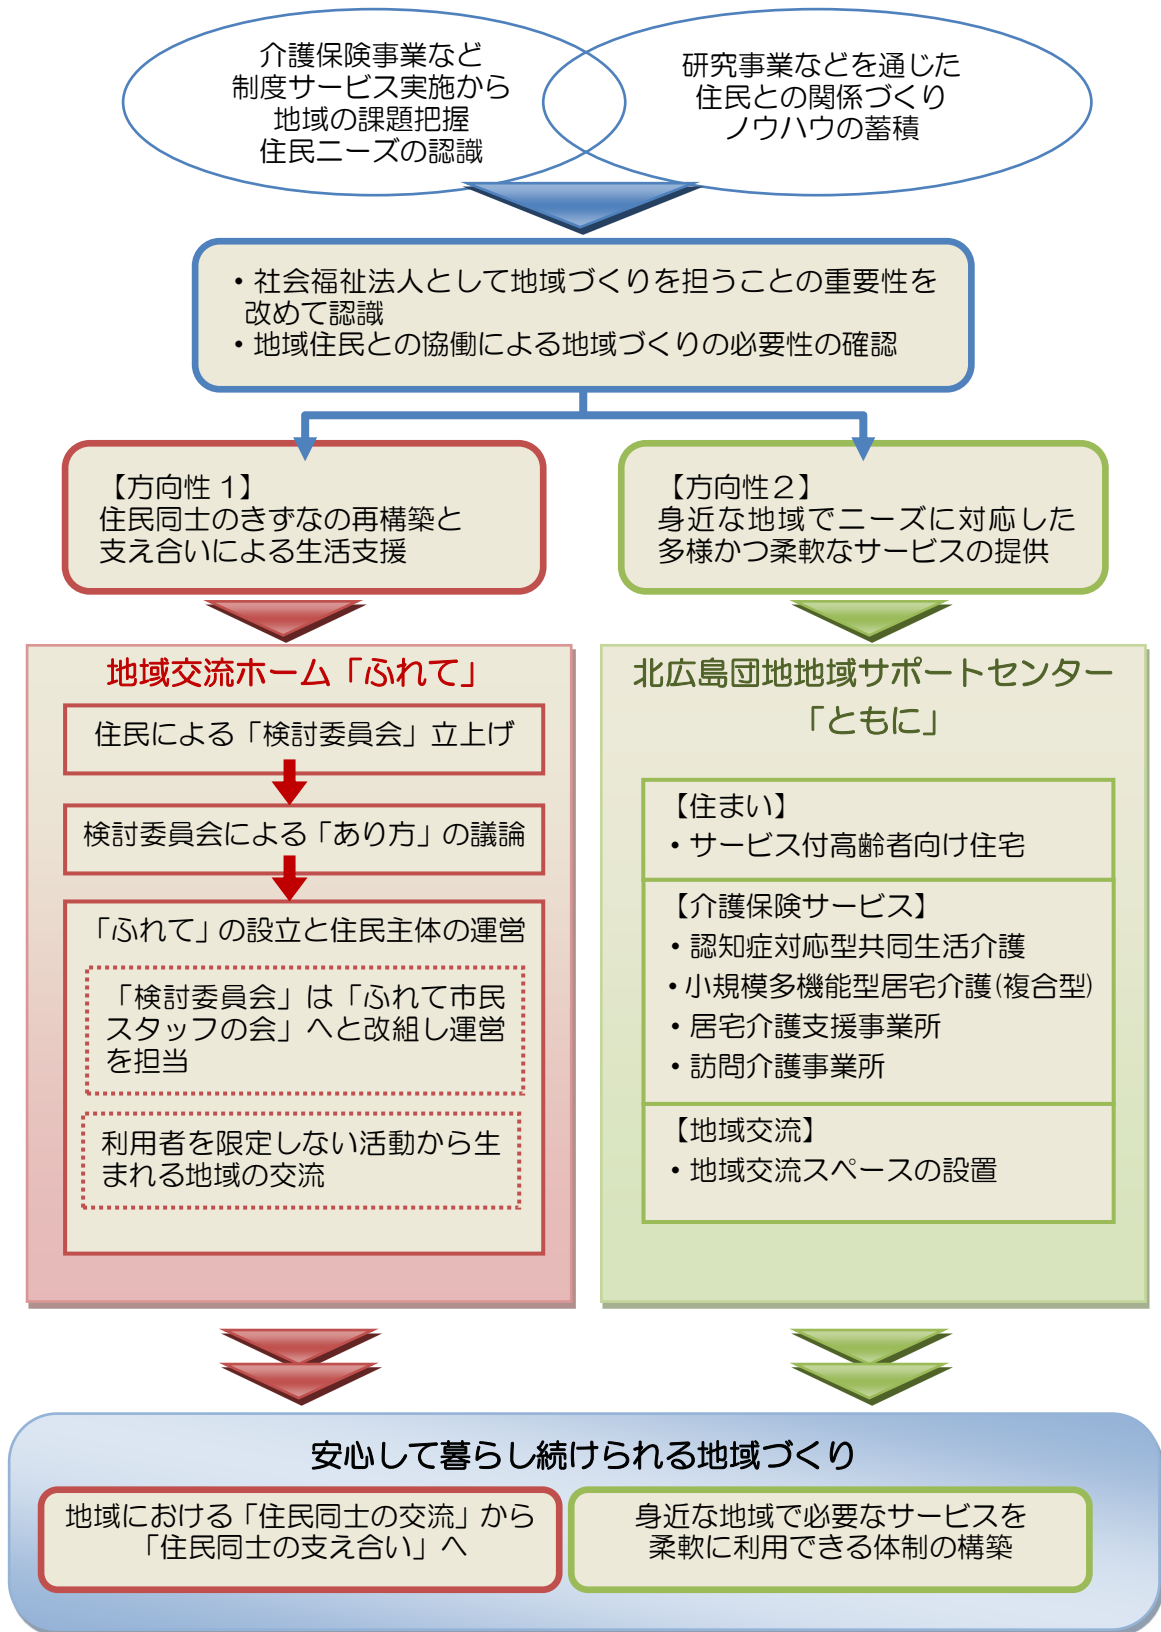 介護保険事業など
制度サービス実施から
地域の課題把握
住民ニーズの認識
研究事業などを通じた
住民との関係づくり
ノウハウの蓄積
・社会福祉法人として地域づくりを担うことの重要性を
改めて認識
・地域住民との協働による地域づくりの必要性の確認
【方向性 1】
住民同士のきずなの再構築と
支え合いによる生活支援
【方向性２】
身近な地域でニーズに対応した
多様かつ柔軟なサービスの提供
地域交流ホーム「ふれて」
住民による「検討委員会」立上げ
検討委員会による「あり方」の議論
「ふれて」の設立と住民主体の運営
「検討委員会」は「ふれて市民
スタッフの会」へと改組し運営
を担当
利用者を限定しない活動から生
まれる地域の交流
北広島団地地域サポートセンター
「ともに」
【住まい】
・サービス付高齢者向け住宅
【介護保険サービス】
・認知症対応型共同生活介護
・小規模多機能型居宅介護(複合型)
・居宅介護支援事業所
・訪問介護事業所
【地域交流】
・地域交流スペースの設置
安心して暮らし続けられる地域づくり
地域における「住民同士の交流」から
「住民同士の支え合い」へ
身近な地域で必要なサービスを
柔軟に利用できる体制の構築